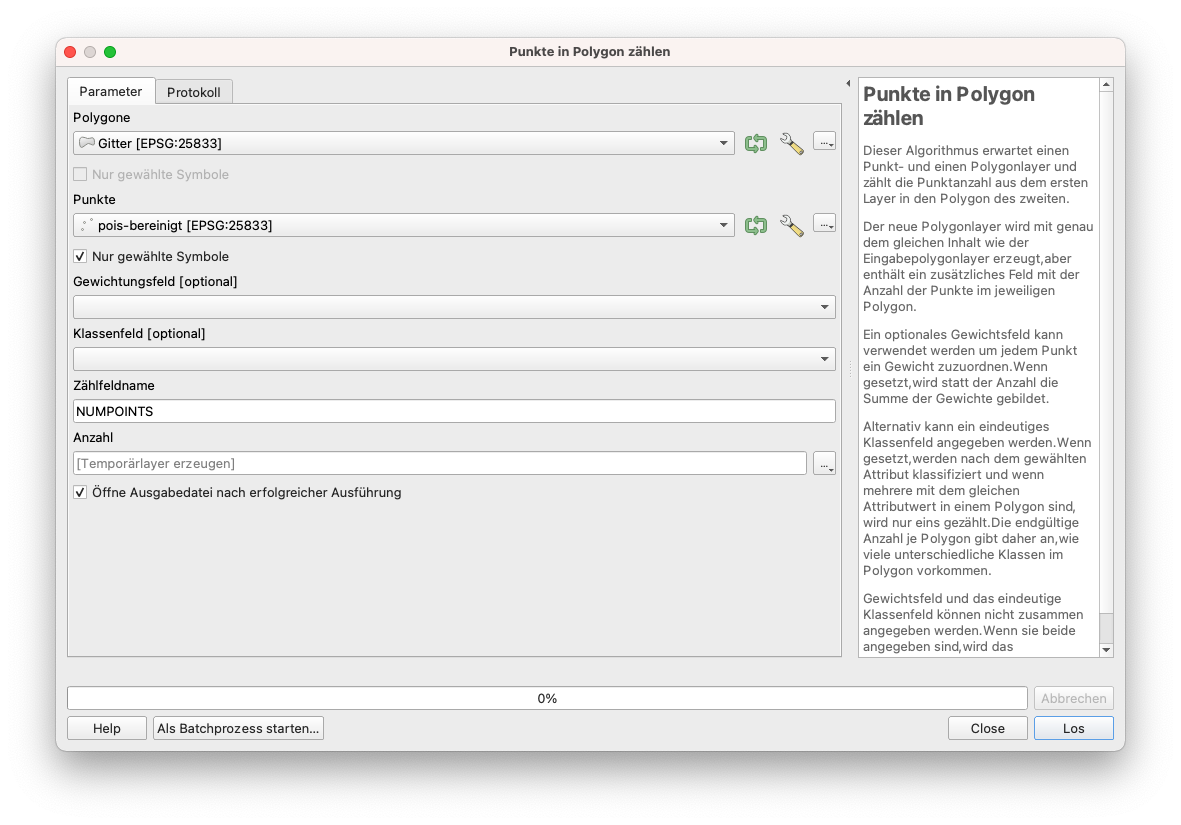 Punkte in Polygon zählen
Parameter
Protokoll
Polygone
Gitter [EPSG:25833]
...
Nur gewählte Symbole
Punkte
pois-bereinigt [EPSG:25833]
...
Nur gewählte Symbole
Gewichtungsfeld [optional]
Klassenfeld [optional]
Zählfeldname
NUMPOINTS
Anzahl
[Temporärlayer erzeugen]
...
Öffne Ausgabedatei nach erfolgreicher Ausführung
Punkte in Polygon
zählen
Dieser Algorithmus erwartet einen
Punkt- und einen Polygonlayer und
zählt die Punktanzahl aus dem ersten
Layer in den Polygon des zweiten.
Der neue Polygonlayer wird mit genau
dem gleichen Inhalt wie der
Eingabepolygonlayer erzeugt,aber
enthält ein zusätzliches Feld mit der
Anzahl der Punkte im jeweiligen
Polygon.
Ein optionales Gewichtsfeld kann
verwendet werden um jedem Punkt
ein Gewicht zuzuordnen.Wenn
gesetzt,wird statt der Anzahl die
Summe der Gewichte gebildet.
Alternativ kann ein eindeutiges
Klassenfeld angegeben werden.Wenn
gesetzt,werden nach dem gewählten
Attribut klassifiziert und wenn
mehrere mit dem gleichen
Attributwert in einem Polygon sind,
wird nur eins gezählt.Die endgültige
Anzahl je Polygon gibt daher an,wie
viele unterschiedliche Klassen im
Polygon vorkommen.
Gewichtsfeld und das eindeutige
Klassenfeld können nicht zusammen
angegeben werden.Wenn sie beide
angegeben sind,wird das
0%
Abbrechen
Help
Als Batchprozess starten...
Close
Los